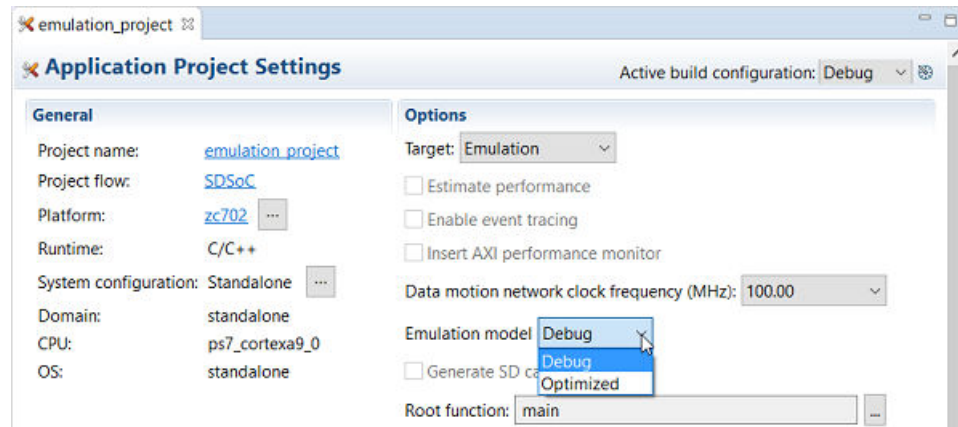 emulation_project
Application Project Settings
Active build configuration: Debug
General
Project name: emulation_project
Project flow: SDSoC
Platform: zc702 ...
Runtime: C/C++
System configuration: Standalone ...
Domain: standalone
CPU: ps7_cortexa9_0
OS: standalone
Options
Target: Emulation
Estimate performance
Enable event tracing
Insert AXI performance monitor
Data motion network clock frequency (MHz): 100.00
Emulation model Debug
Debug
Optimized
Generate SD ca
Root function: main ...